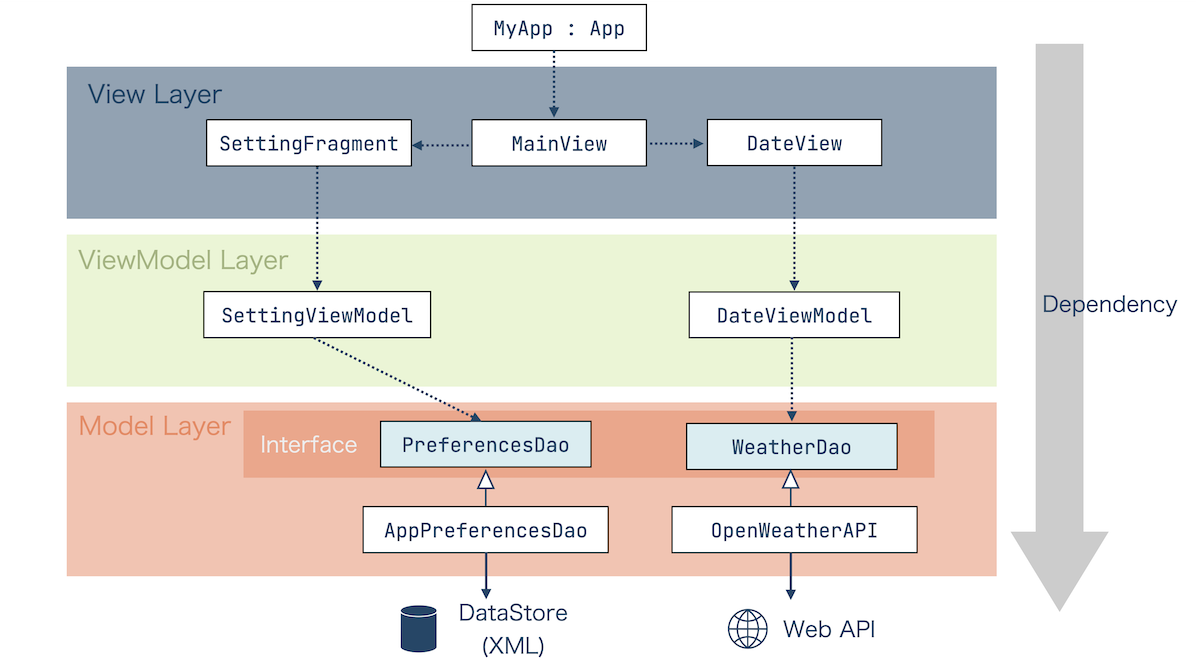 MyApp : App
View Layer
SettingFragment
MainView
DateView
ViewModel Layer
SettingViewModel
DateViewModel
Dependency
Model Layer
Interface
PreferencesDao
WeatherDao
AppPreferencesDao
OpenWeatherAPI
DataStore
(XML)
Web API